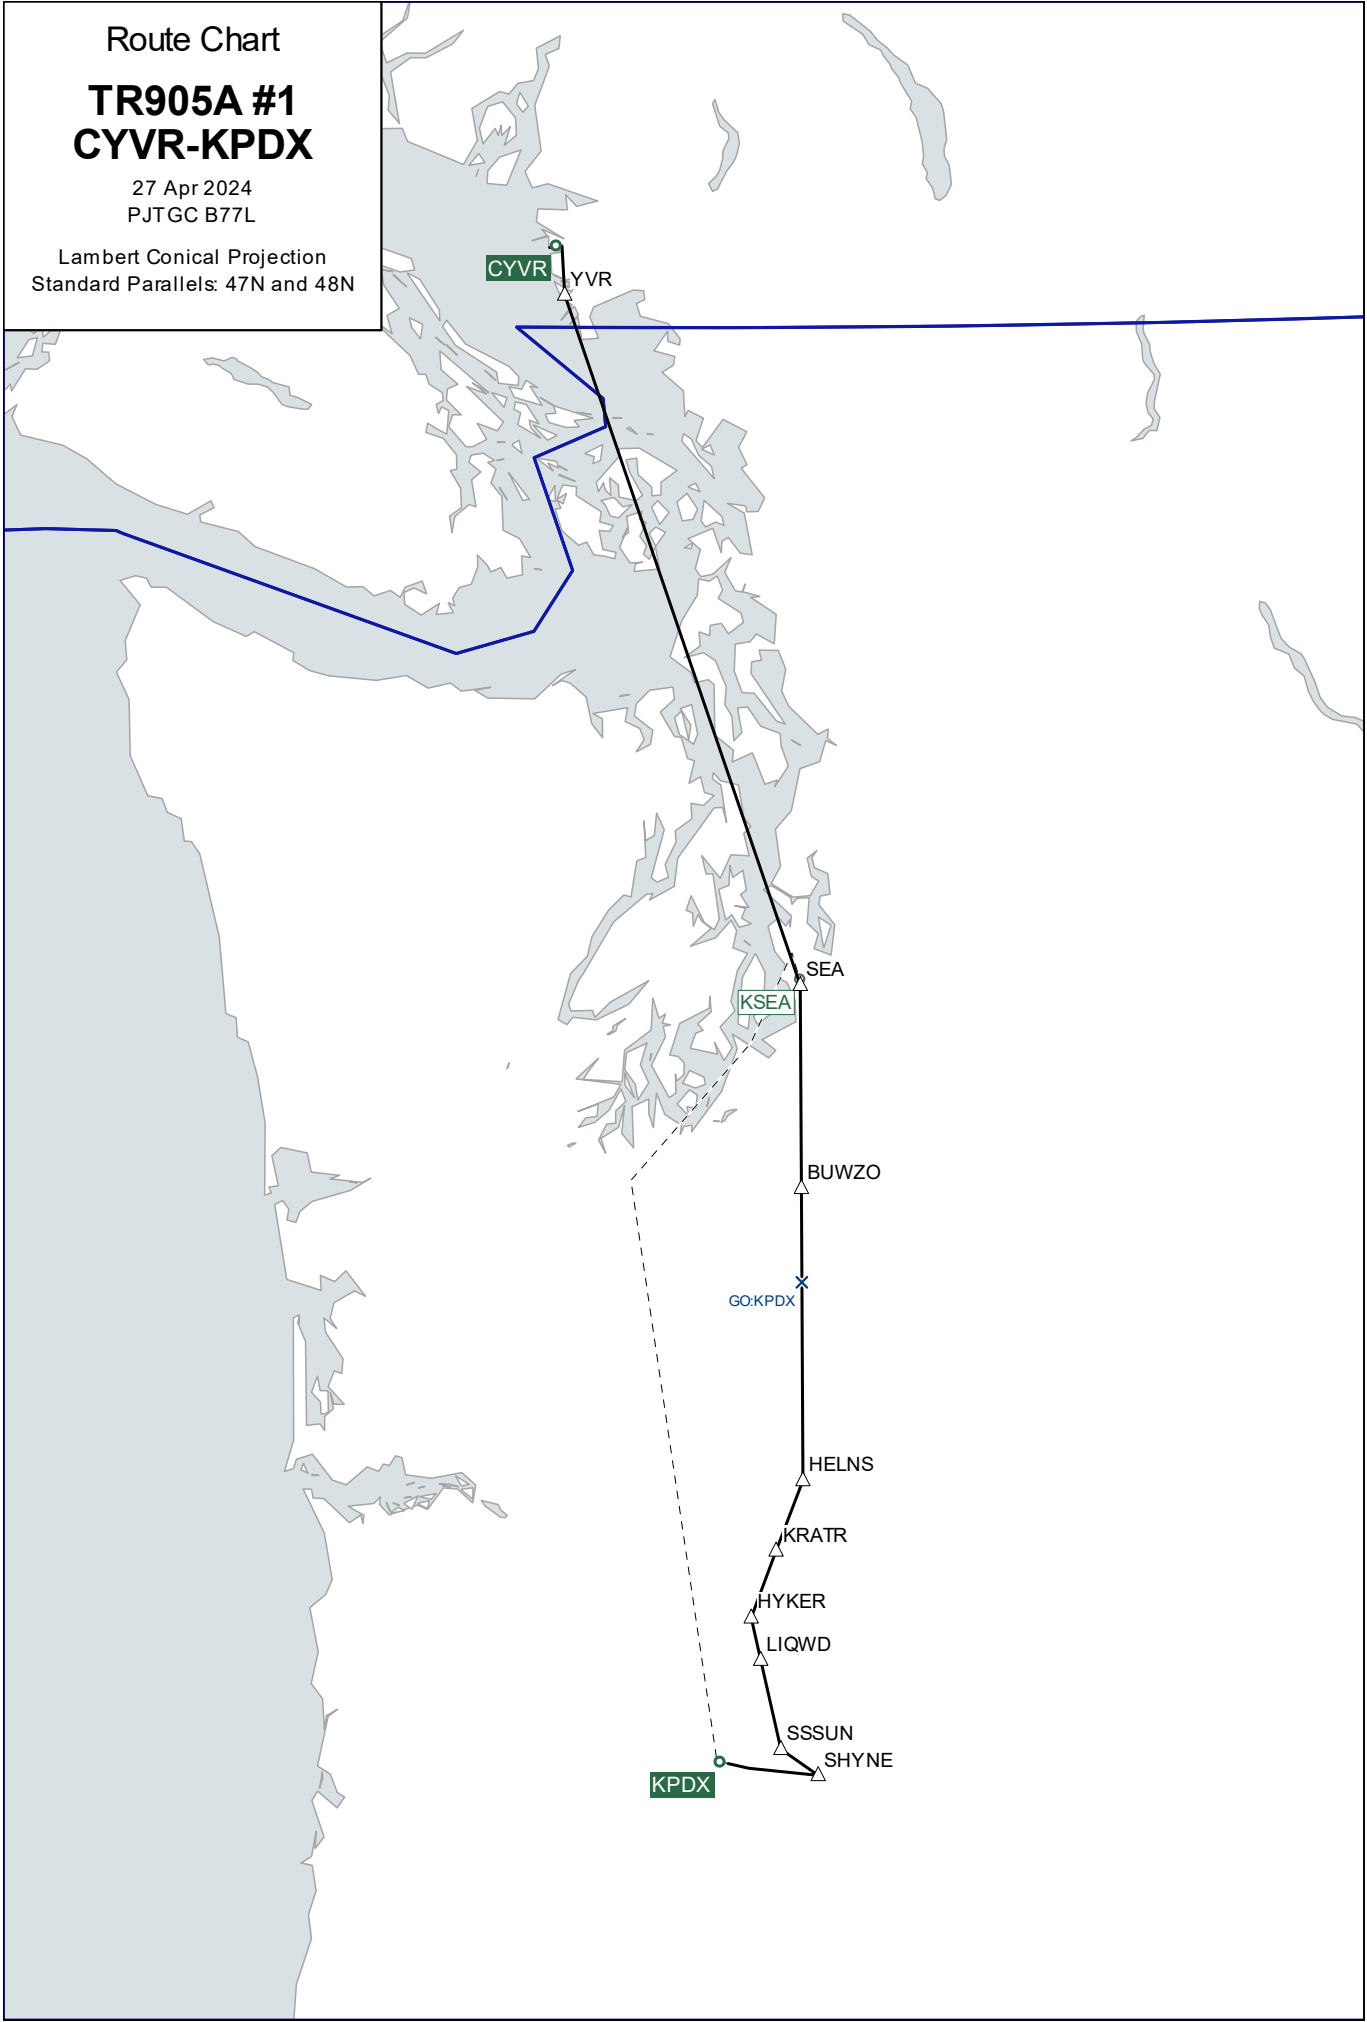 Route Chart
TR905A #1
CYVR-KPDX
27 Apr 2024
PJTGC B77L
Lambert Conical Projection
Standard Parallels: 47N and 48N
CYVR
YVR
SEA
KSEA
BUWZO
GO:KPDX
HELNS
KRATR
HYKER
LIQWD
SSSUN
SHYNE
KPDX